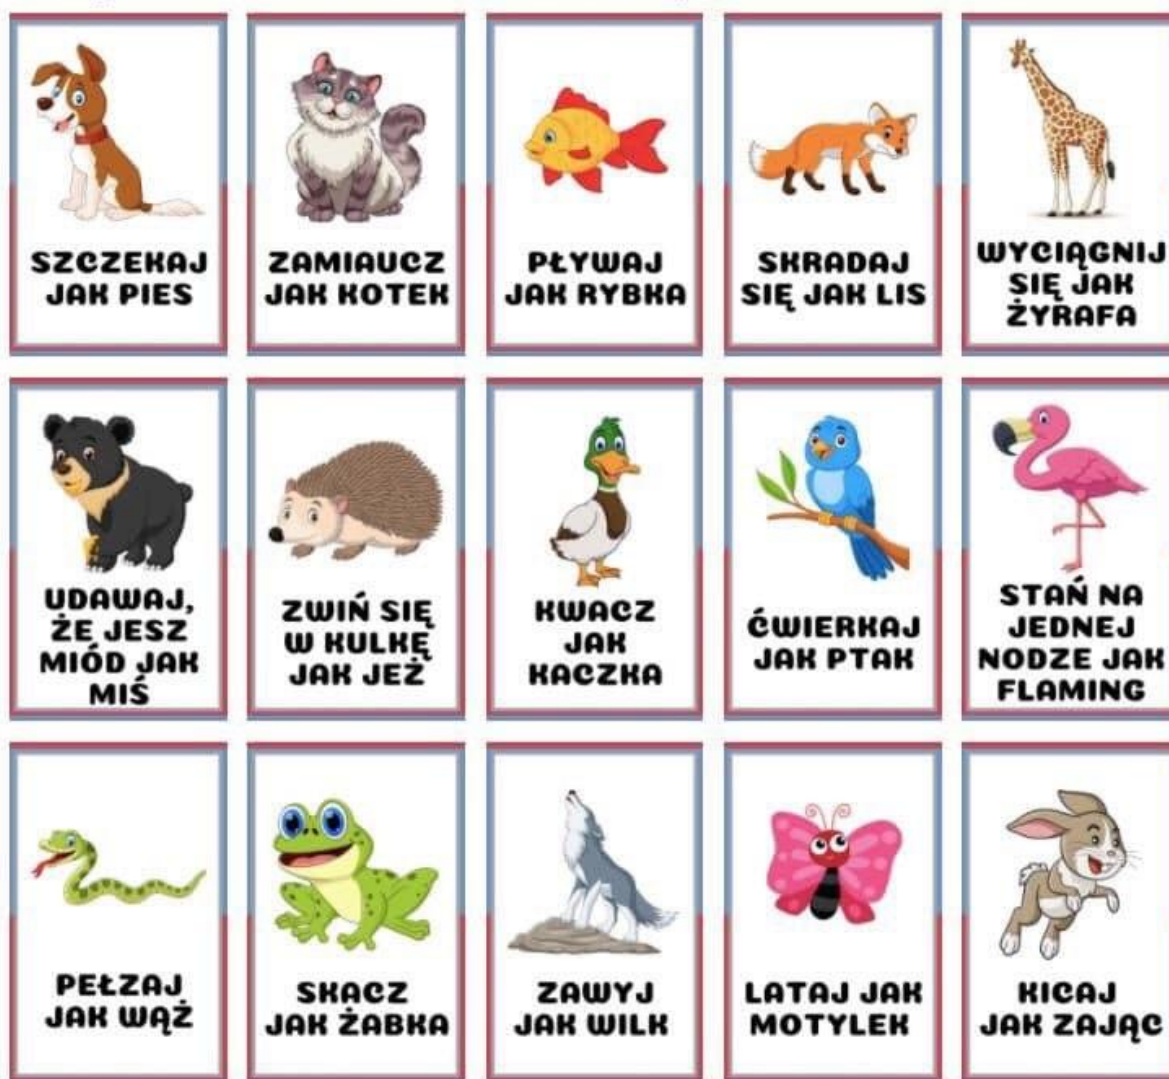 SZCZEKAJ
JAK PIES
ZAMIAUCZ
JAK KOTEK
PŁYWAJ
JAK RYBKA
SKRADAJ
SIĘ JAK LIS
WYCIĄGNIJ
SIĘ JAK
ŻYRAFA
UDAWAJ,
ŻE JESZ
MIÓD JAK
MIŚ
ZWIŃ SIĘ
W KULKĘ
JAK JEŻ
KWACZ
JAK
KACZKA
ĆWIERKAJ
JAK PTAK
STAŃ NA
JEDNEJ
NODZE JAK
FLAMING
PEŁZAJ
JAK WĄŻ
SKACZ
JAK ŻABKA
ZAWYJ
JAK WILK
LATAJ JAK
MOTYLEK
KICAJ
JAK ZAJĄC